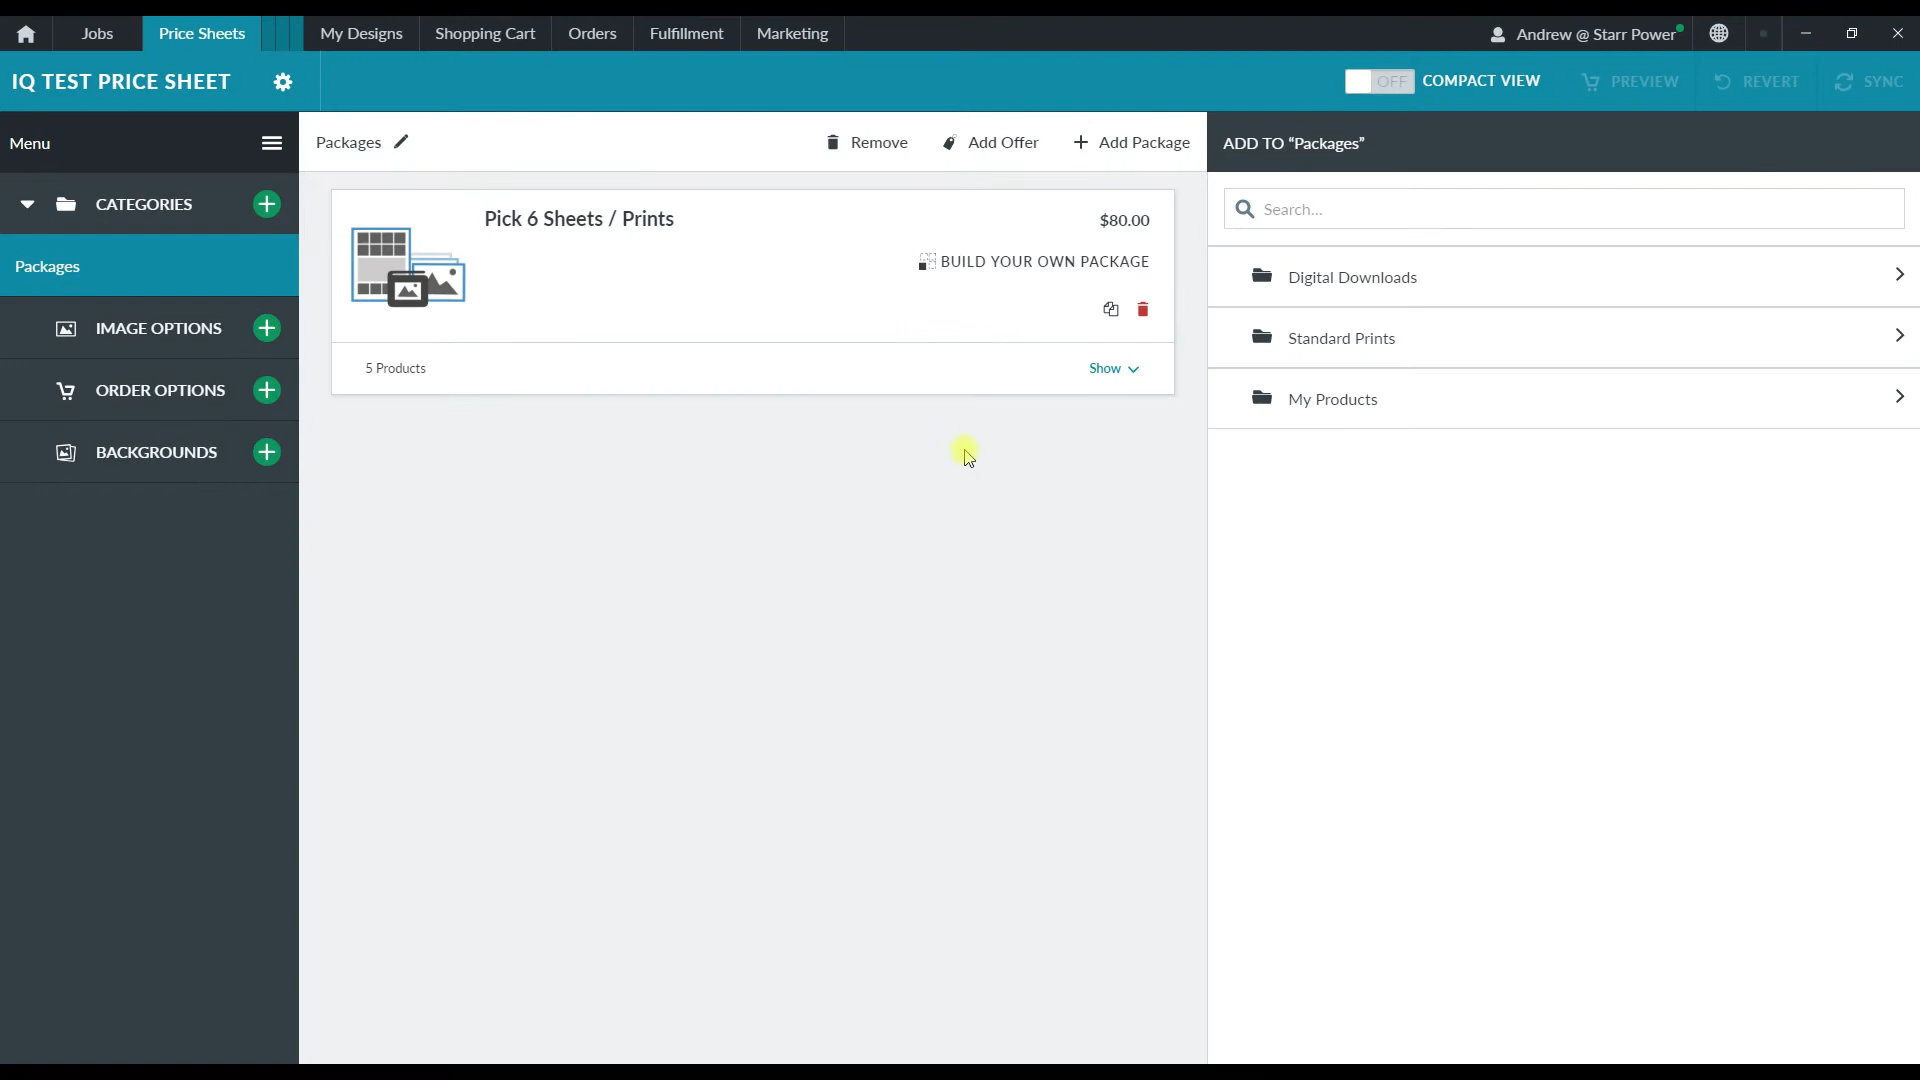 Jobs
Price Sheets
My Designs
Shopping Cart
Orders
Fulfillment
Marketing
Andrew @ Starr Power
IQ TEST PRICE SHEET
OFF
COMPACT VIEW
PREVIEW
REVERT
SYNC
Menu
CATEGORIES
Packages
IMAGE OPTIONS
ORDER OPTIONS
BACKGROUNDS
Packages
Remove
Add Offer
Add Package
Pick 6 Sheets / Prints
$80.00
BUILD YOUR OWN PACKAGE
5 Products
Show
ADD TO “Packages”
Search...
Digital Downloads
Standard Prints
My Products